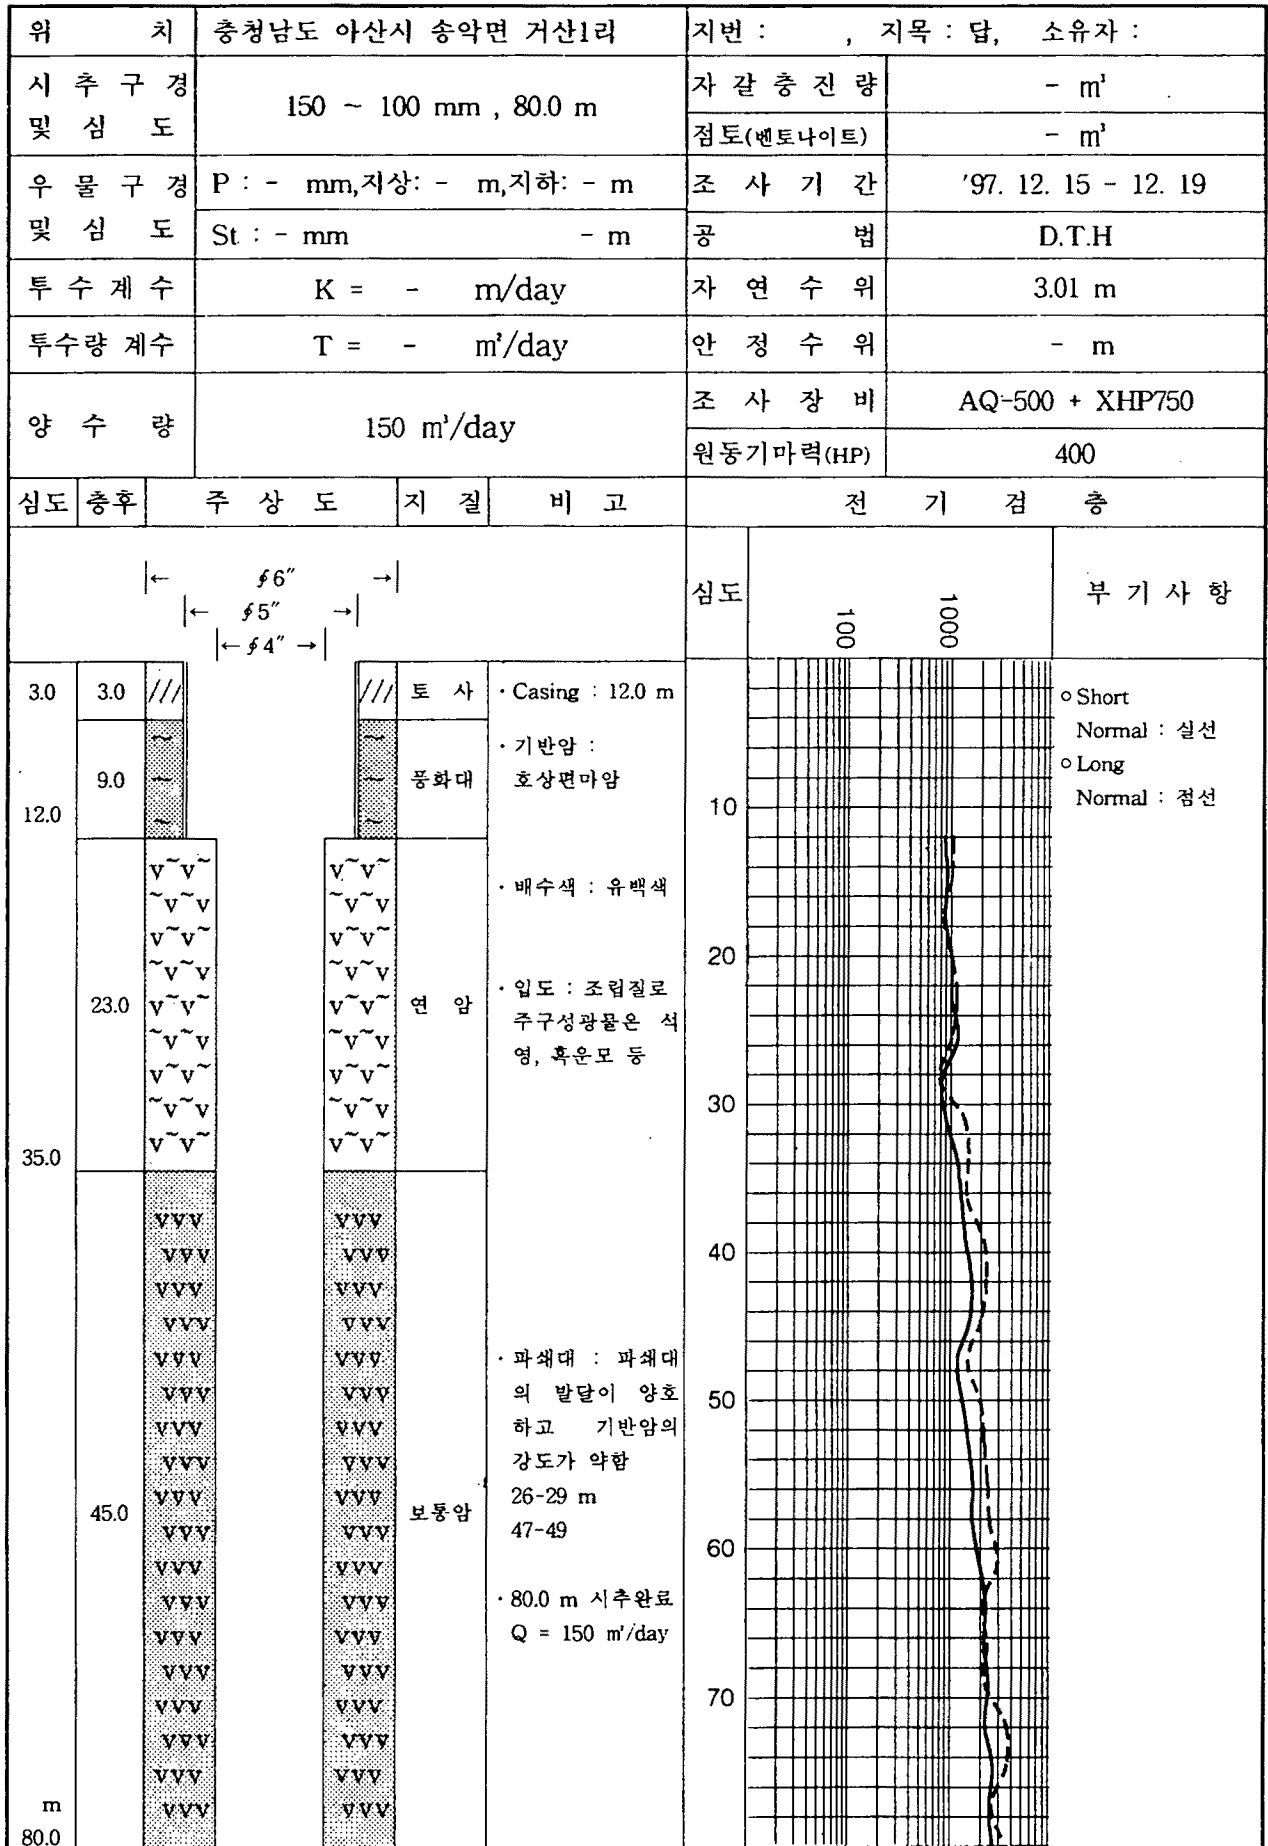 위 치 충청남도 아산시 송악면 거산1리 지번 : , 지목 : 답, 소유자 :
시 추 구 경 및 심 도 150 ~ 100 mm , 80.0 m
자 갈 충 진 량 - m³
점토(벤토나이트) - m³
우 물 구 경 및 심 도 P : - mm,지상: - m,지하: - m
St : - mm - m
조 사 기 간 '97. 12. 15 - 12. 19
공 법 D.T.H
투 수 계 수 K = - m/day 자 연 수 위 3.01 m
투수량 계수 T = - m²/day 안 정 수 위 - m
양 수 량 150 m³/day
조 사 장 비 AQ-500 + XHP750
원동기마력(HP) 400
심도 층후 주 상 도 지 질 비 고 전 기 검 층
∮6″
∮5″
∮4″
심도 100 1000 부 기 사 항
3.0 3.0 토 사
9.0 풍화대
12.0
23.0 연 암
35.0
45.0 보통암
m
80.0
· Casing : 12.0 m
· 기반암 :
호상편마암
· 배수색 : 유백색
· 입도 : 조립질로
주구성광물은 석
영, 흑운모 등
· 파쇄대 : 파쇄대
의 발달이 양호
하고 기반암의
강도가 약함
26-29 m
47-49
· 80.0 m 시추완료
Q = 150 m³/day
10
20
30
40
50
60
70
○ Short
Normal : 실선
○ Long
Normal : 점선